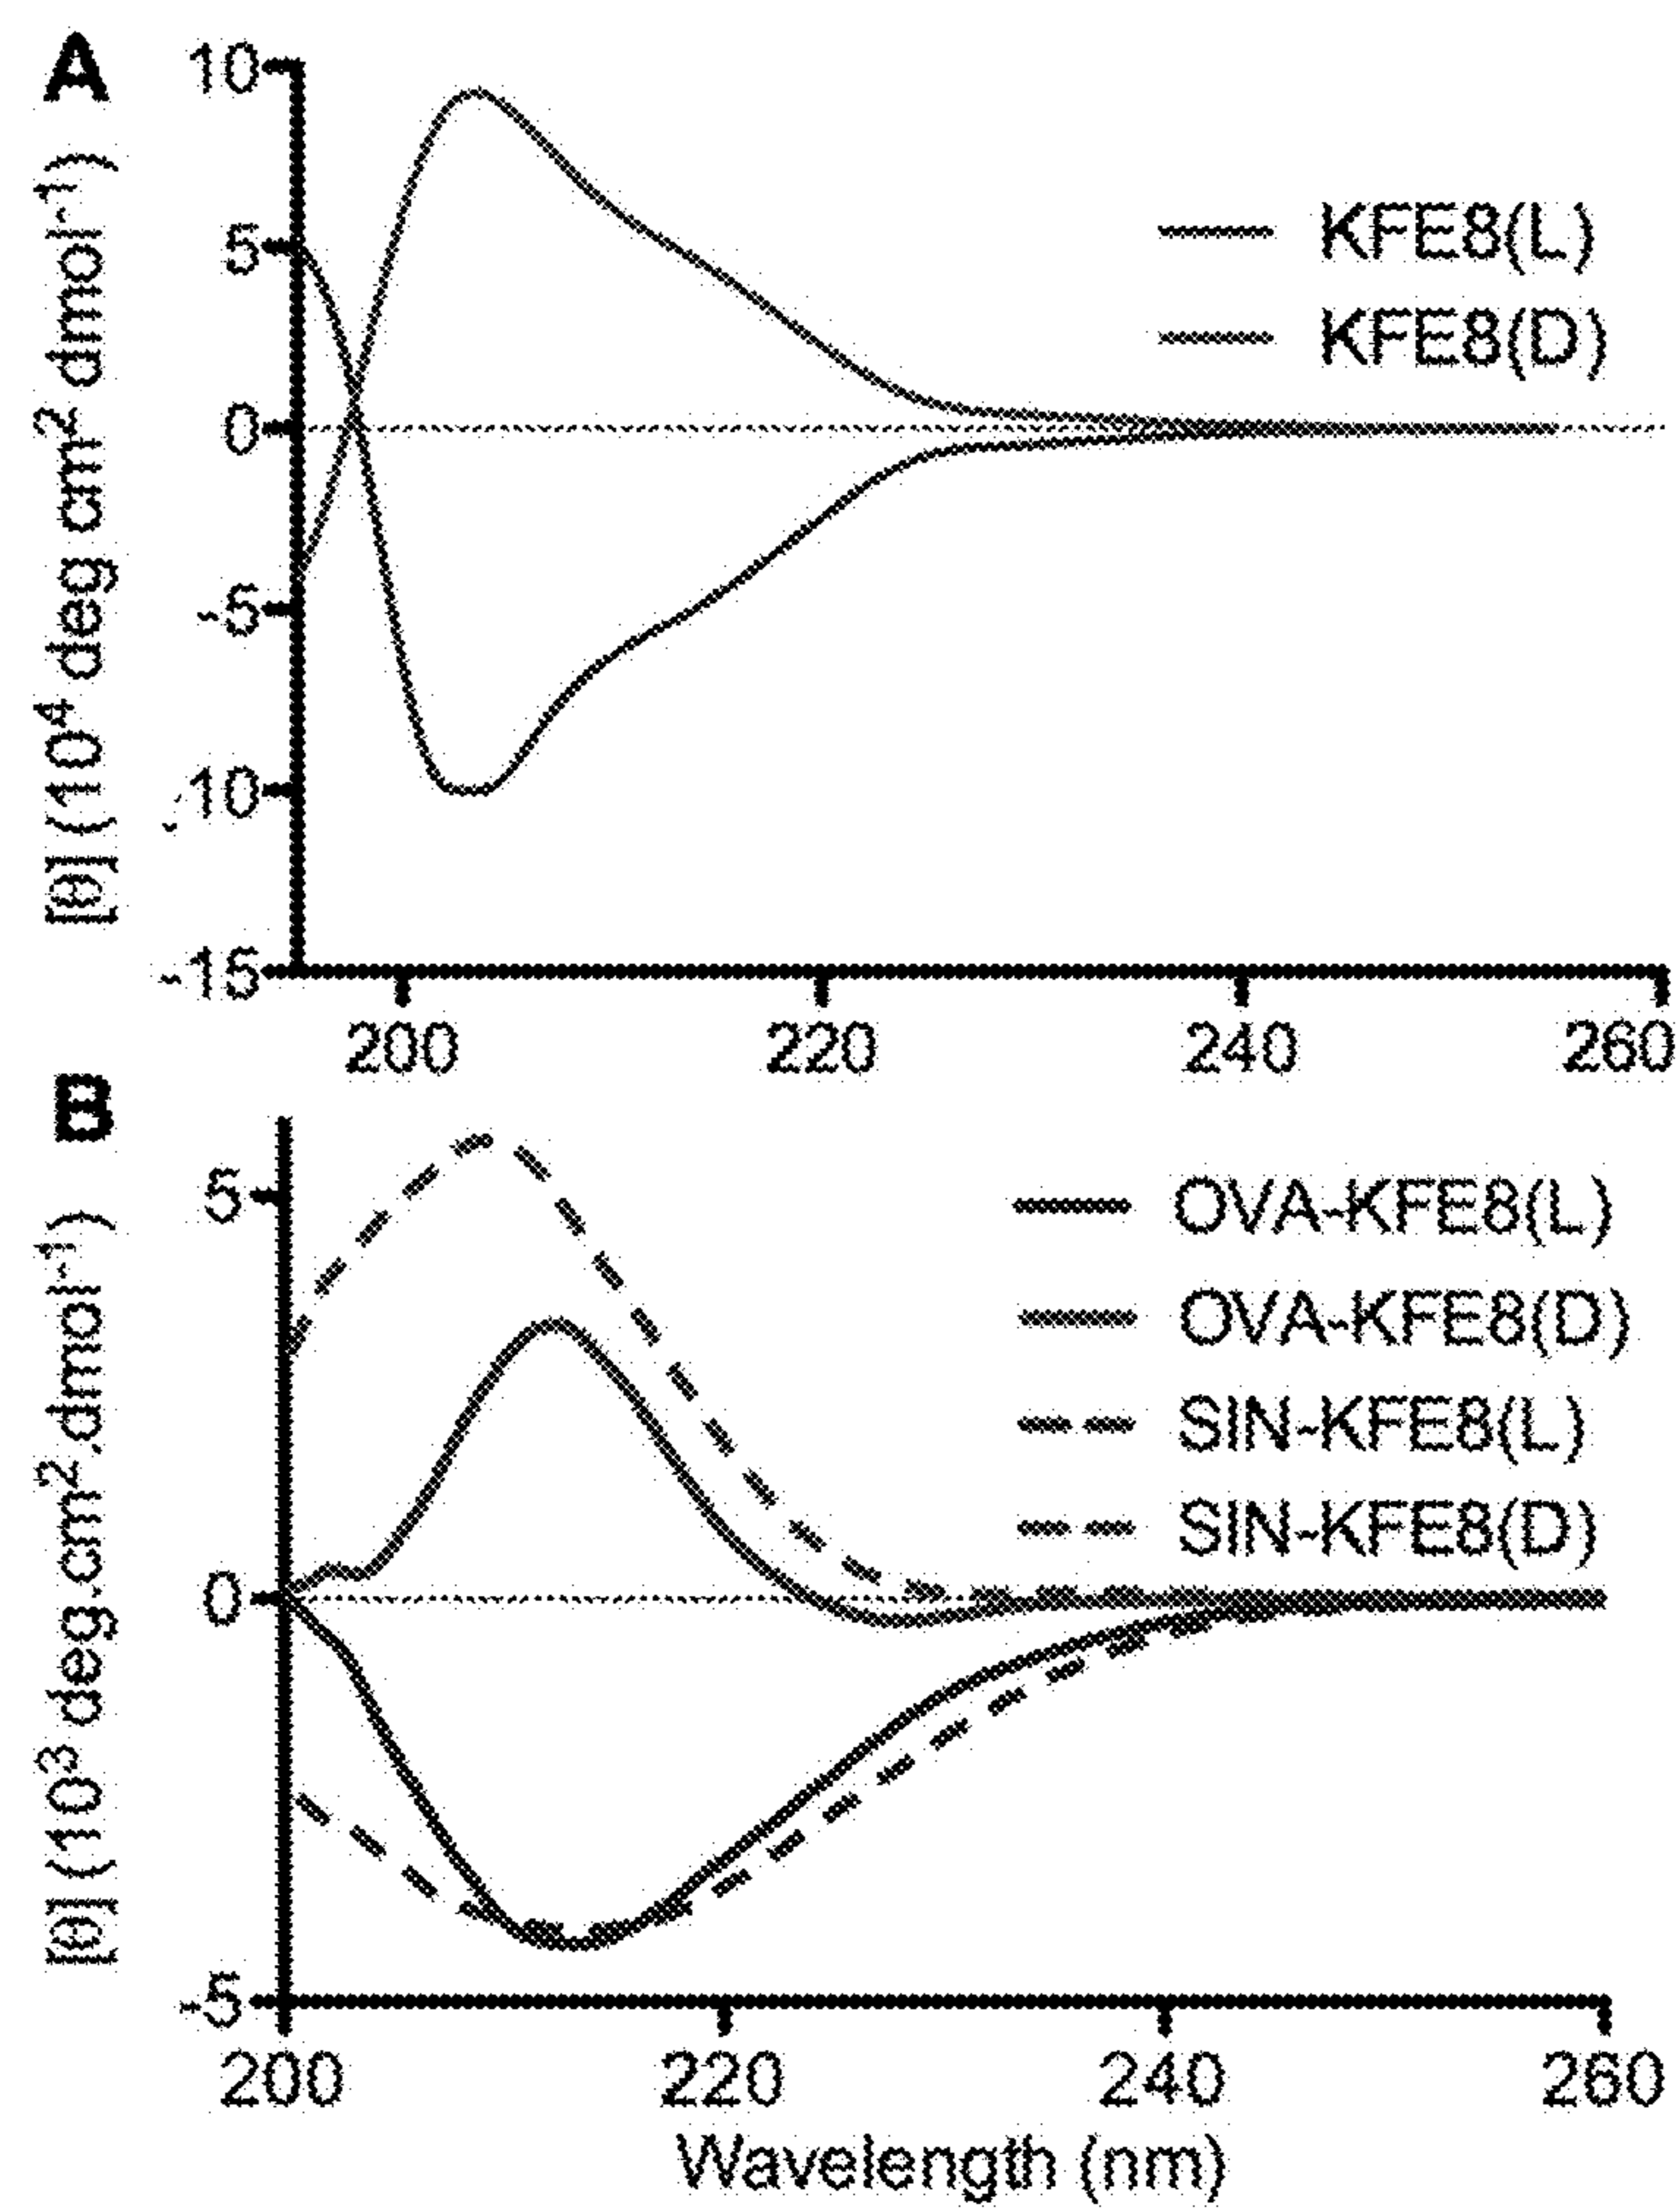 A
10
5
0
-5
-10
-15
[θ] (10⁴ deg cm² dmol⁻¹)
KFE8(L)
KFE8(D)
200 220 240 260
B
5
0
-5
[θ] (10³ deg.cm².dmol⁻¹)
OVA-KFE8(L)
OVA-KFE8(D)
SIN-KFE8(L)
SIN-KFE8(D)
200 220 240 260
Wavelength (nm)